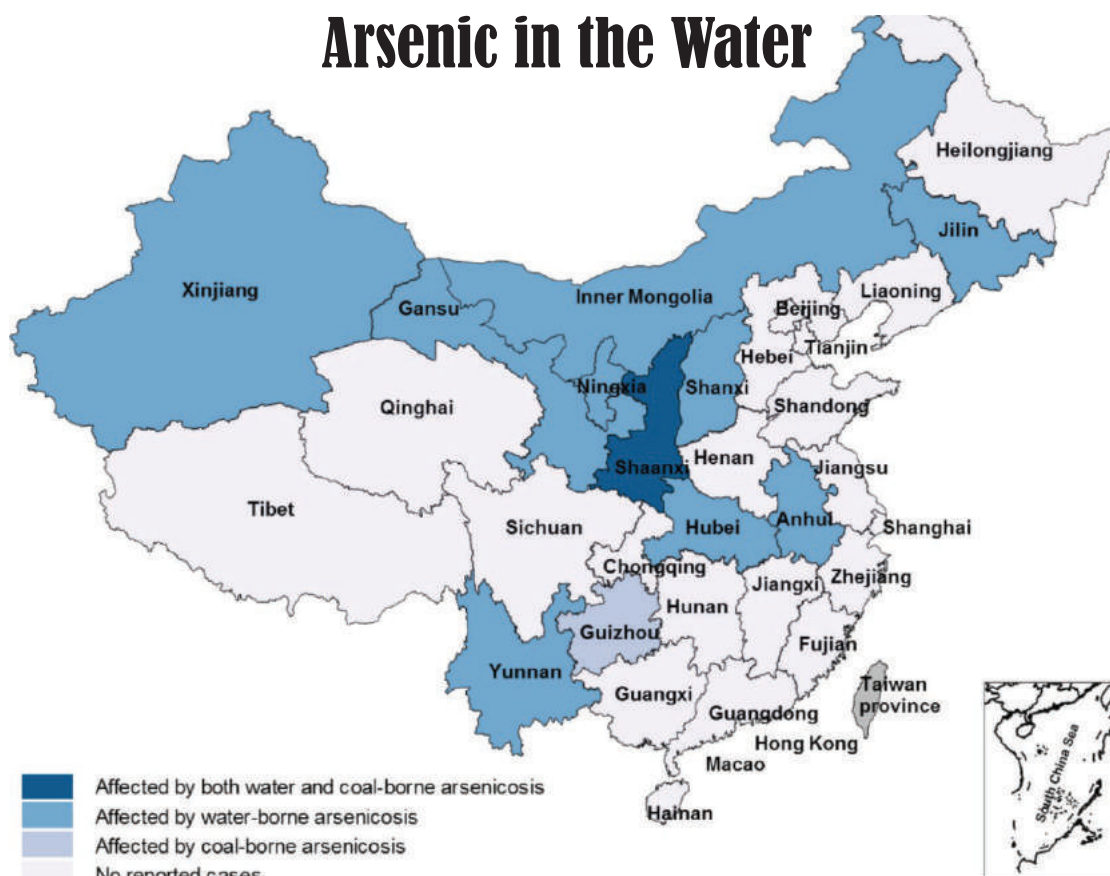 Arsenic in the Water
Heilongjiang
Jilin
Xinjiang
Inner Mongolia
Liaoning
Gansu
Beijing
Tianjin
Hebei
Ningxia
Shanxi
Qinghai
Shandong
Shaanxi
Henan
Jiangsu
Tibet
Sichuan
Hubei
Anhui
Shanghai
Chongqing
Jiangxi
Zhejiang
Hunan
Guizhou
Fujian
Yunnan
Guangxi
Taiwan
province
Guangdong
Hong Kong
Macao
Hainan
South China Sea
Affected by both water and coal-borne arsenicosis
Affected by water-borne arsenicosis
Affected by coal-borne arsenicosis
No reported cases